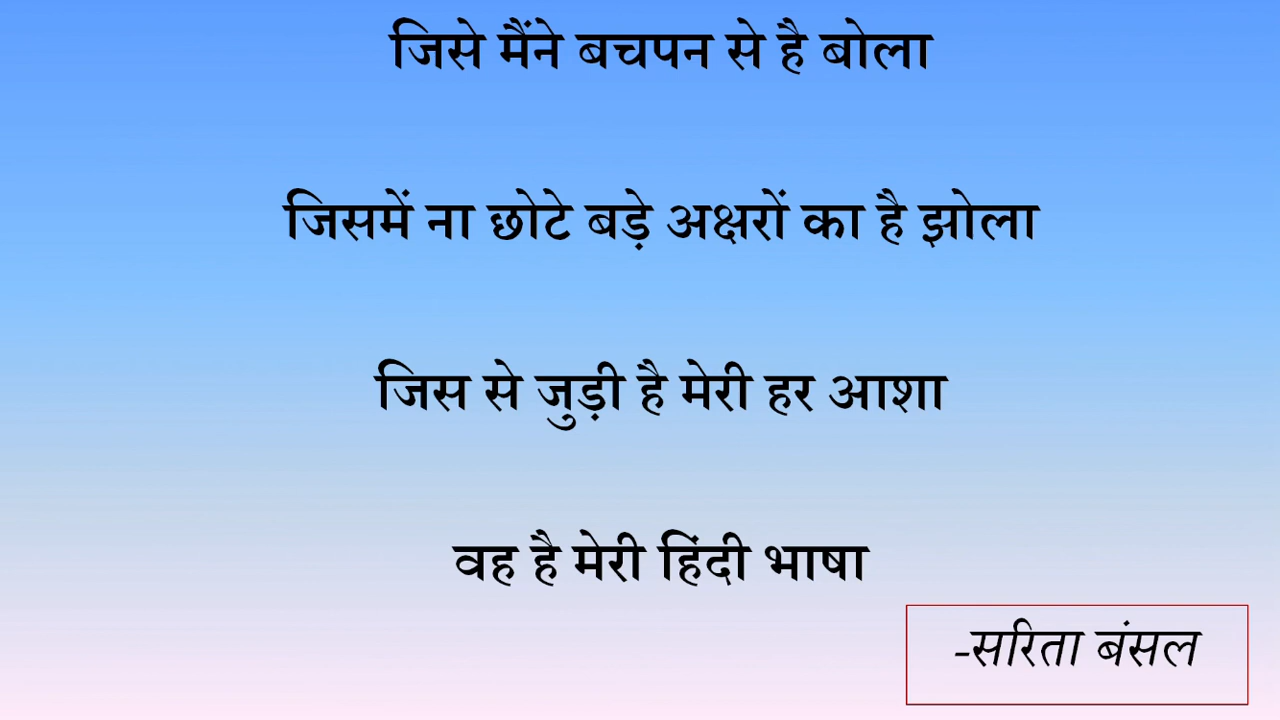 जिसे मैंने बचपन से है बोला
जिसमें ना छोटे बड़े अक्षरों का है झोला
जिस से जुड़ी है मेरी हर आशा
वह है मेरी हिंदी भाषा
-सरिता बंसल